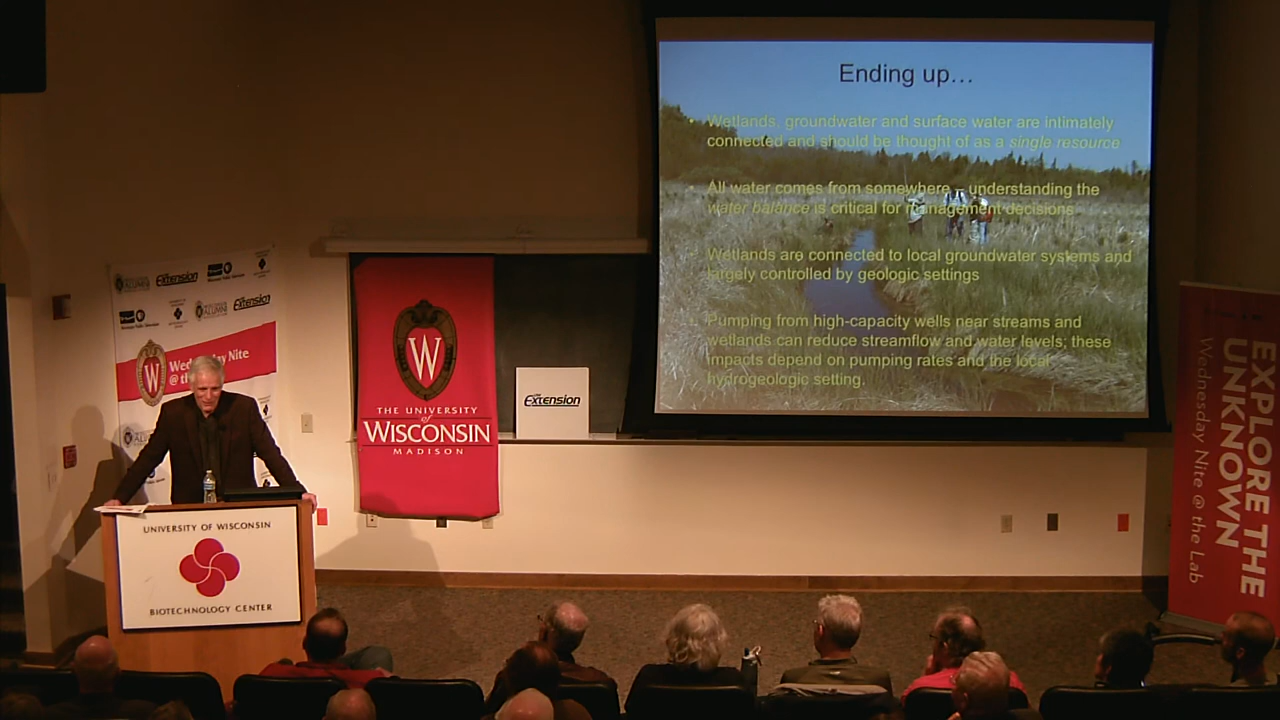 Ending up…
Wetlands, groundwater and surface water are intimately
connected and should be thought of as a single resource
All water comes from somewhere – understanding the
water balance is critical for management decisions
Wetlands are connected to local groundwater systems and
largely controlled by geologic settings
Pumping from high-capacity wells near streams and
wetlands can reduce streamflow and water levels; these
impacts depend on pumping rates and the local
hydrogeologic setting.
Extension
Extension
W
Wednesday Nite
@ th
W
THE UNIVERSITY
of
WISCONSIN
MADISON
Extension
UNIVERSITY OF WISCONSIN
BIOTECHNOLOGY CENTER
EXPLORE THE
UNKNOWN
Wednesday Nite @ the Lab